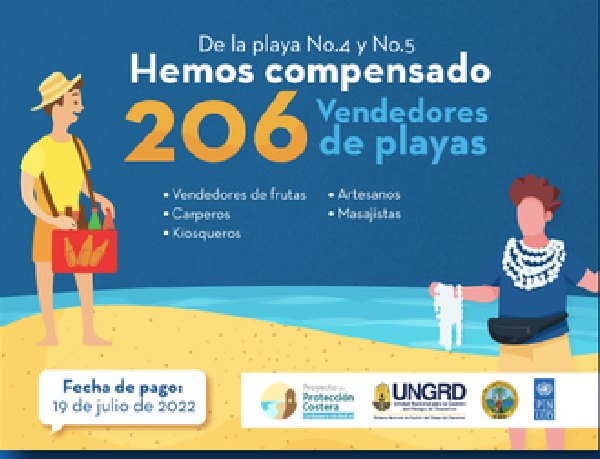 De la playa No.4 y No.5
Hemos compensado
206 Vendedores
de playas
• Vendedores de frutas
• Carperos
• Kiosqueros
• Artesanos
• Masajistas
Fecha de pago:
19 de julio de 2022
Proyecto de
Protección
Costera
UNGRD
PNUD